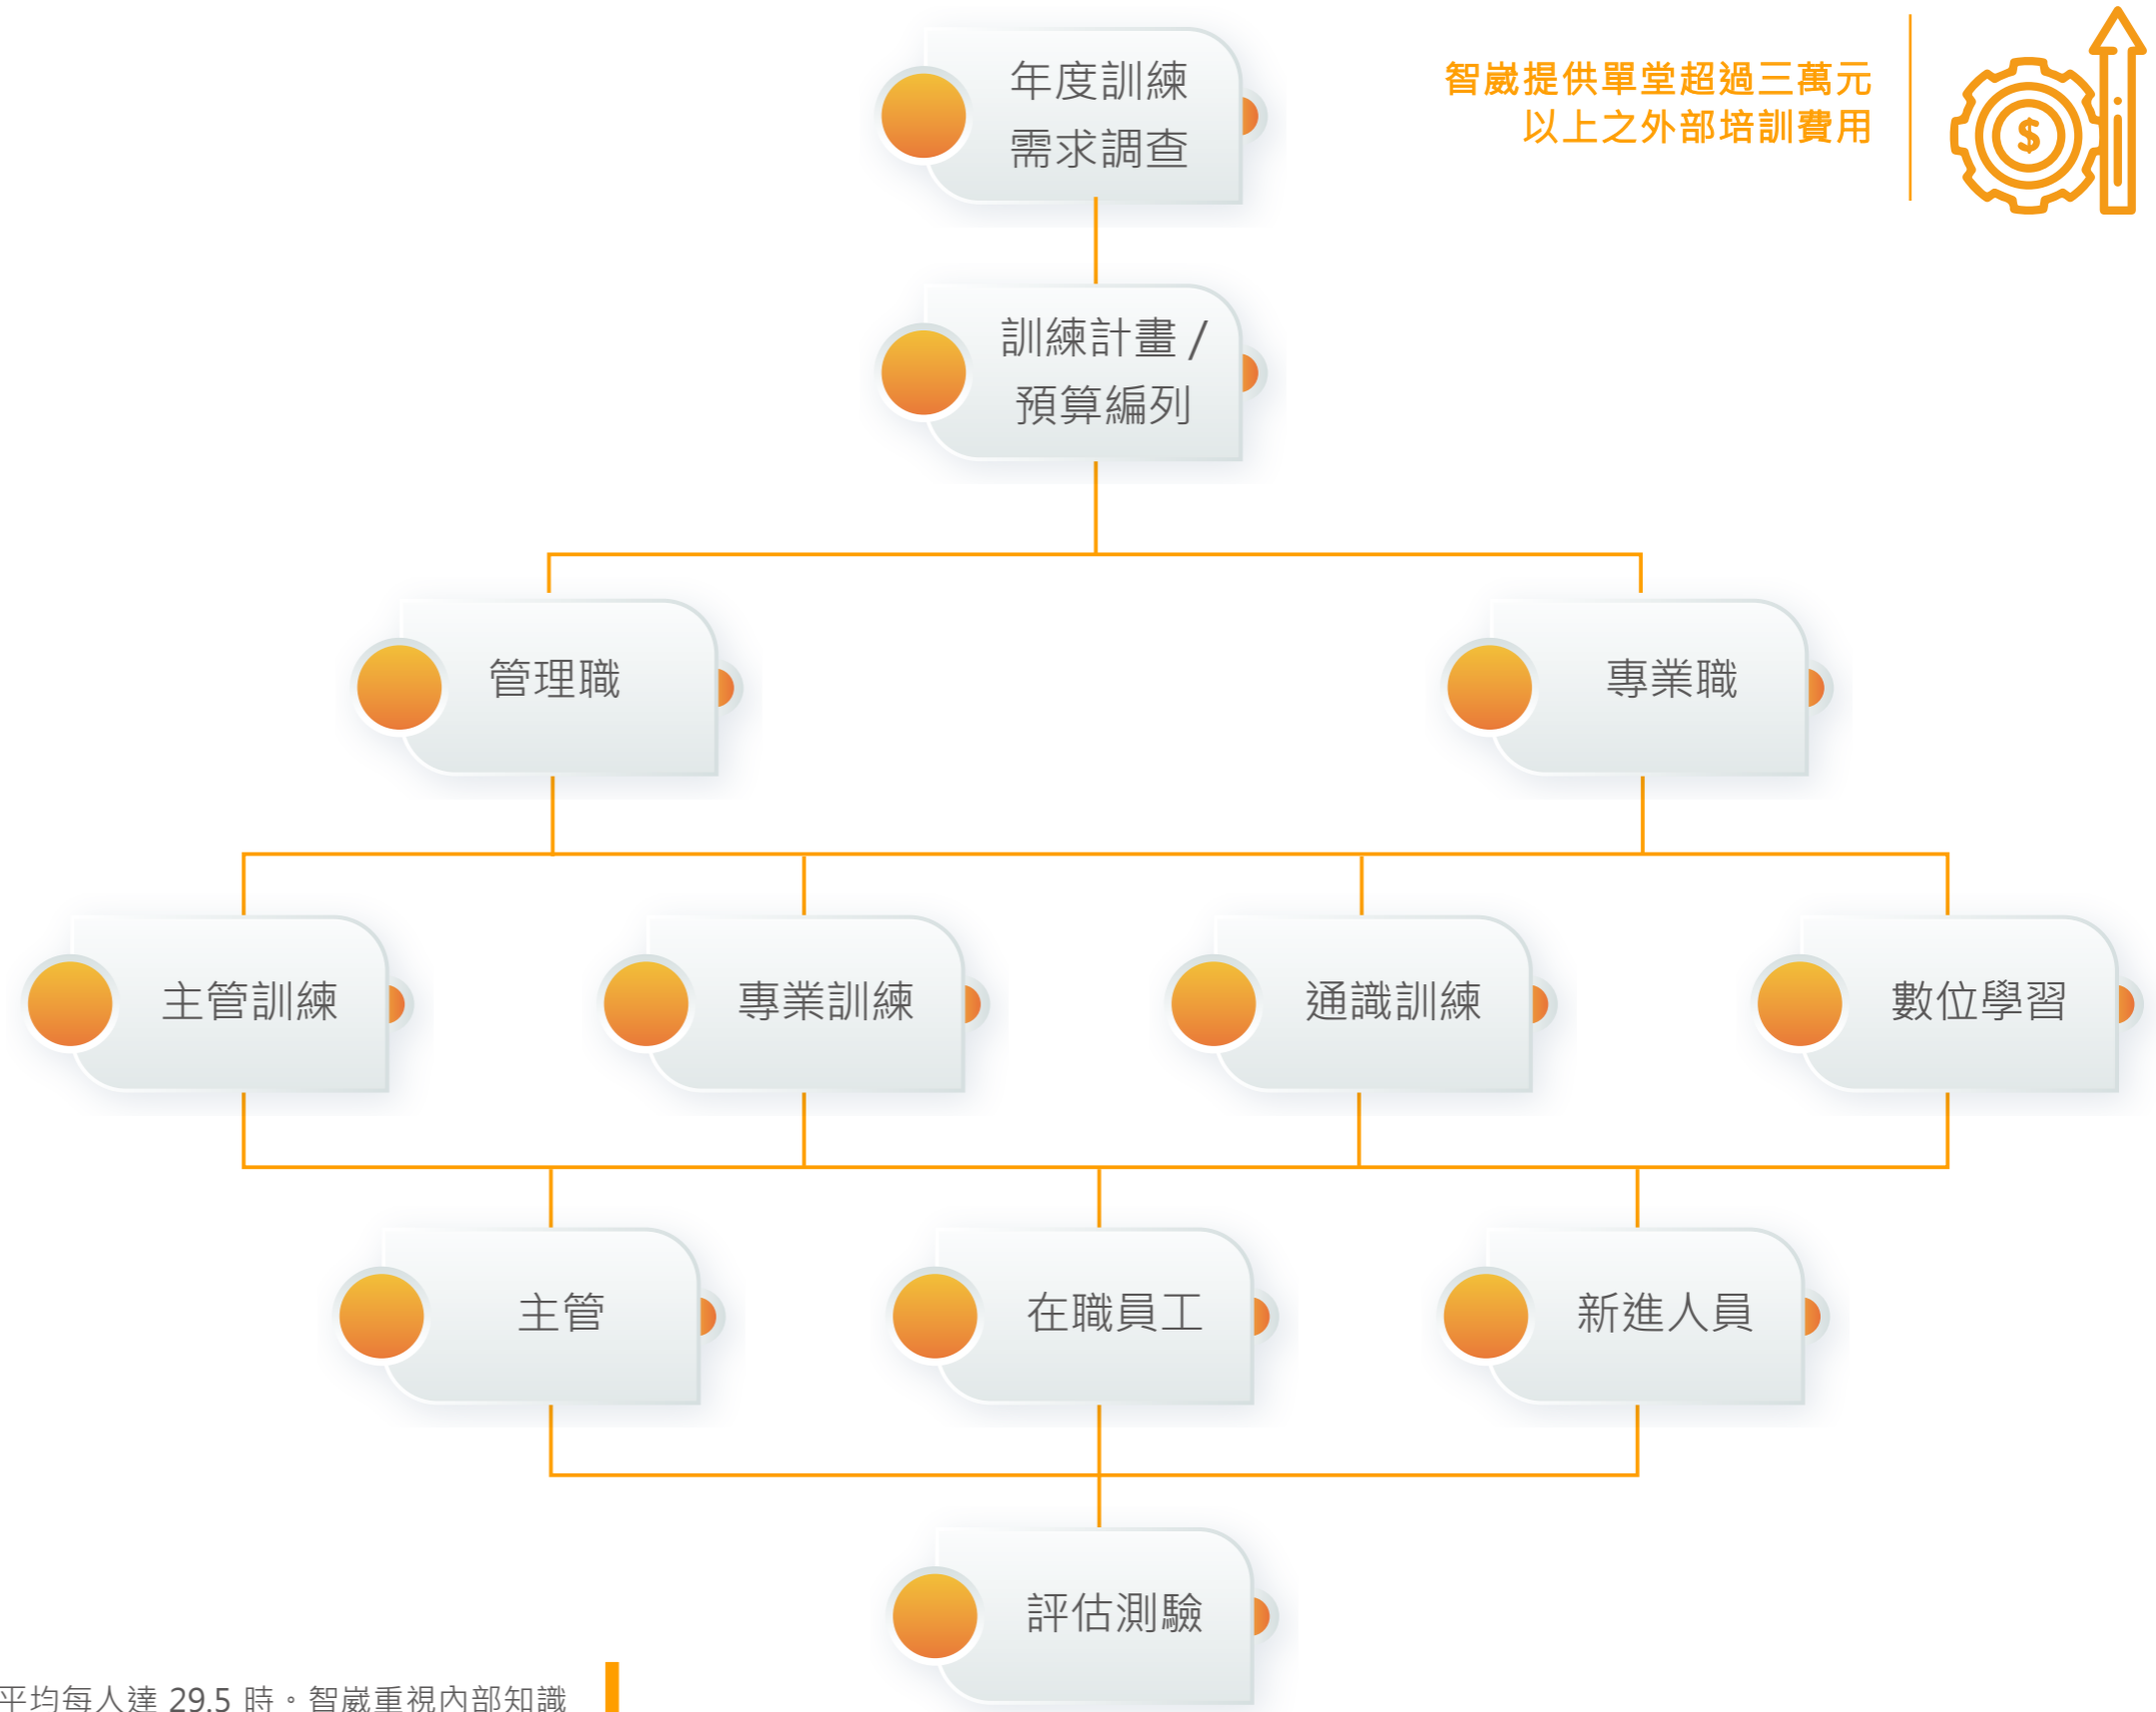 年度訓練
需求調查
智崴提供單堂超過三萬元
以上之外部培訓費用
$
訓練計畫 /
預算編列
管理職
專業職
主管訓練
專業訓練
通識訓練
數位學習
主管
在職員工
新進人員
評估測驗
平均每人達 29.5 時。智崴重視內部知識